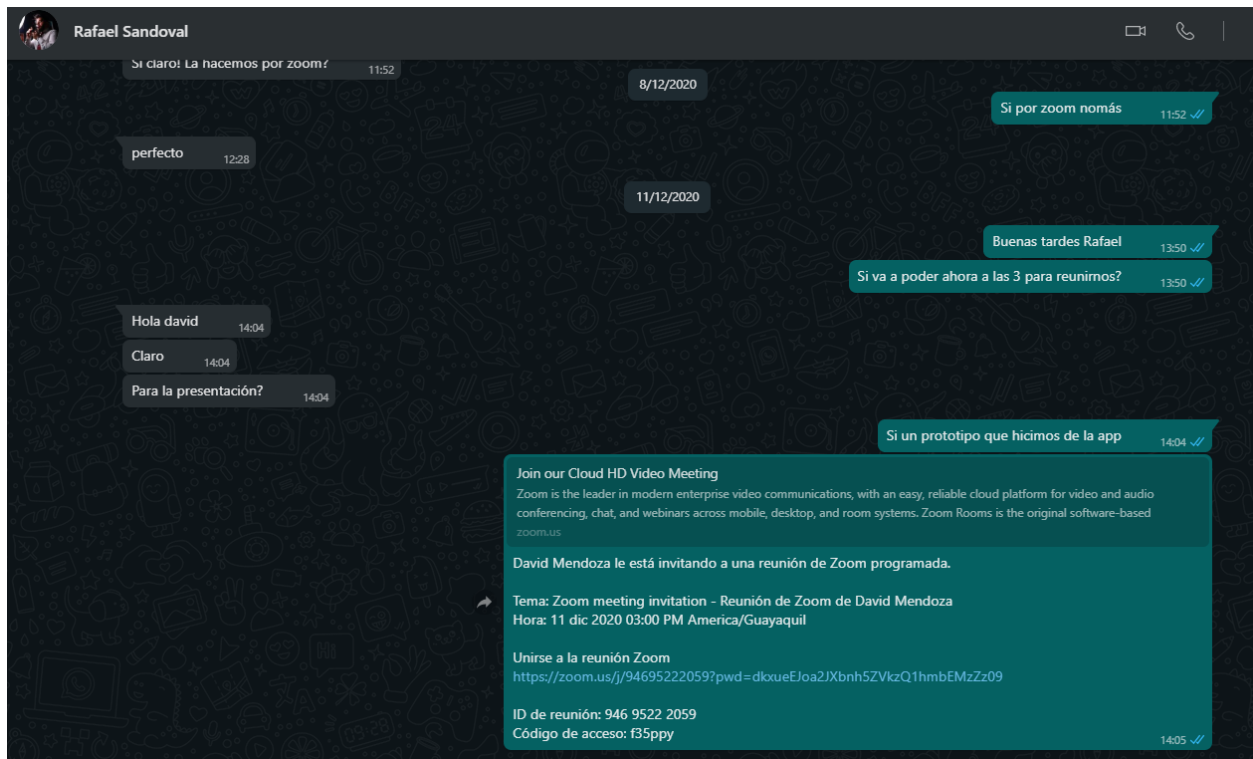 Rafael Sandoval
Si claro! La hacemos por zoom?
11:52
8/12/2020
Si por zoom nomás
11:52
perfecto
12:28
11/12/2020
Buenas tardes Rafael
13:50
Si va a poder ahora a las 3 para reunirnos?
13:50
Hola david
14:04
Claro
14:04
Para la presentación?
14:04
Si un prototipo que hicimos de la app
14:04
Join our Cloud HD Video Meeting
Zoom is the leader in modern enterprise video communications, with an easy, reliable cloud platform for video and audio
conferencing, chat, and webinars across mobile, desktop, and room systems. Zoom Rooms is the original software-based
zoom.us
David Mendoza le está invitando a una reunión de Zoom programada.
Tema: Zoom meeting invitation - Reunión de Zoom de David Mendoza
Hora: 11 dic 2020 03:00 PM America/Guayaquil
Unirse a la reunión Zoom
https://zoom.us/j/94695222059?pwd=dkxueEJoa2JXbnh5ZVkzQ1hmbEMzZz09
ID de reunión: 946 9522 2059
Código de acceso: f35ppy
14:05